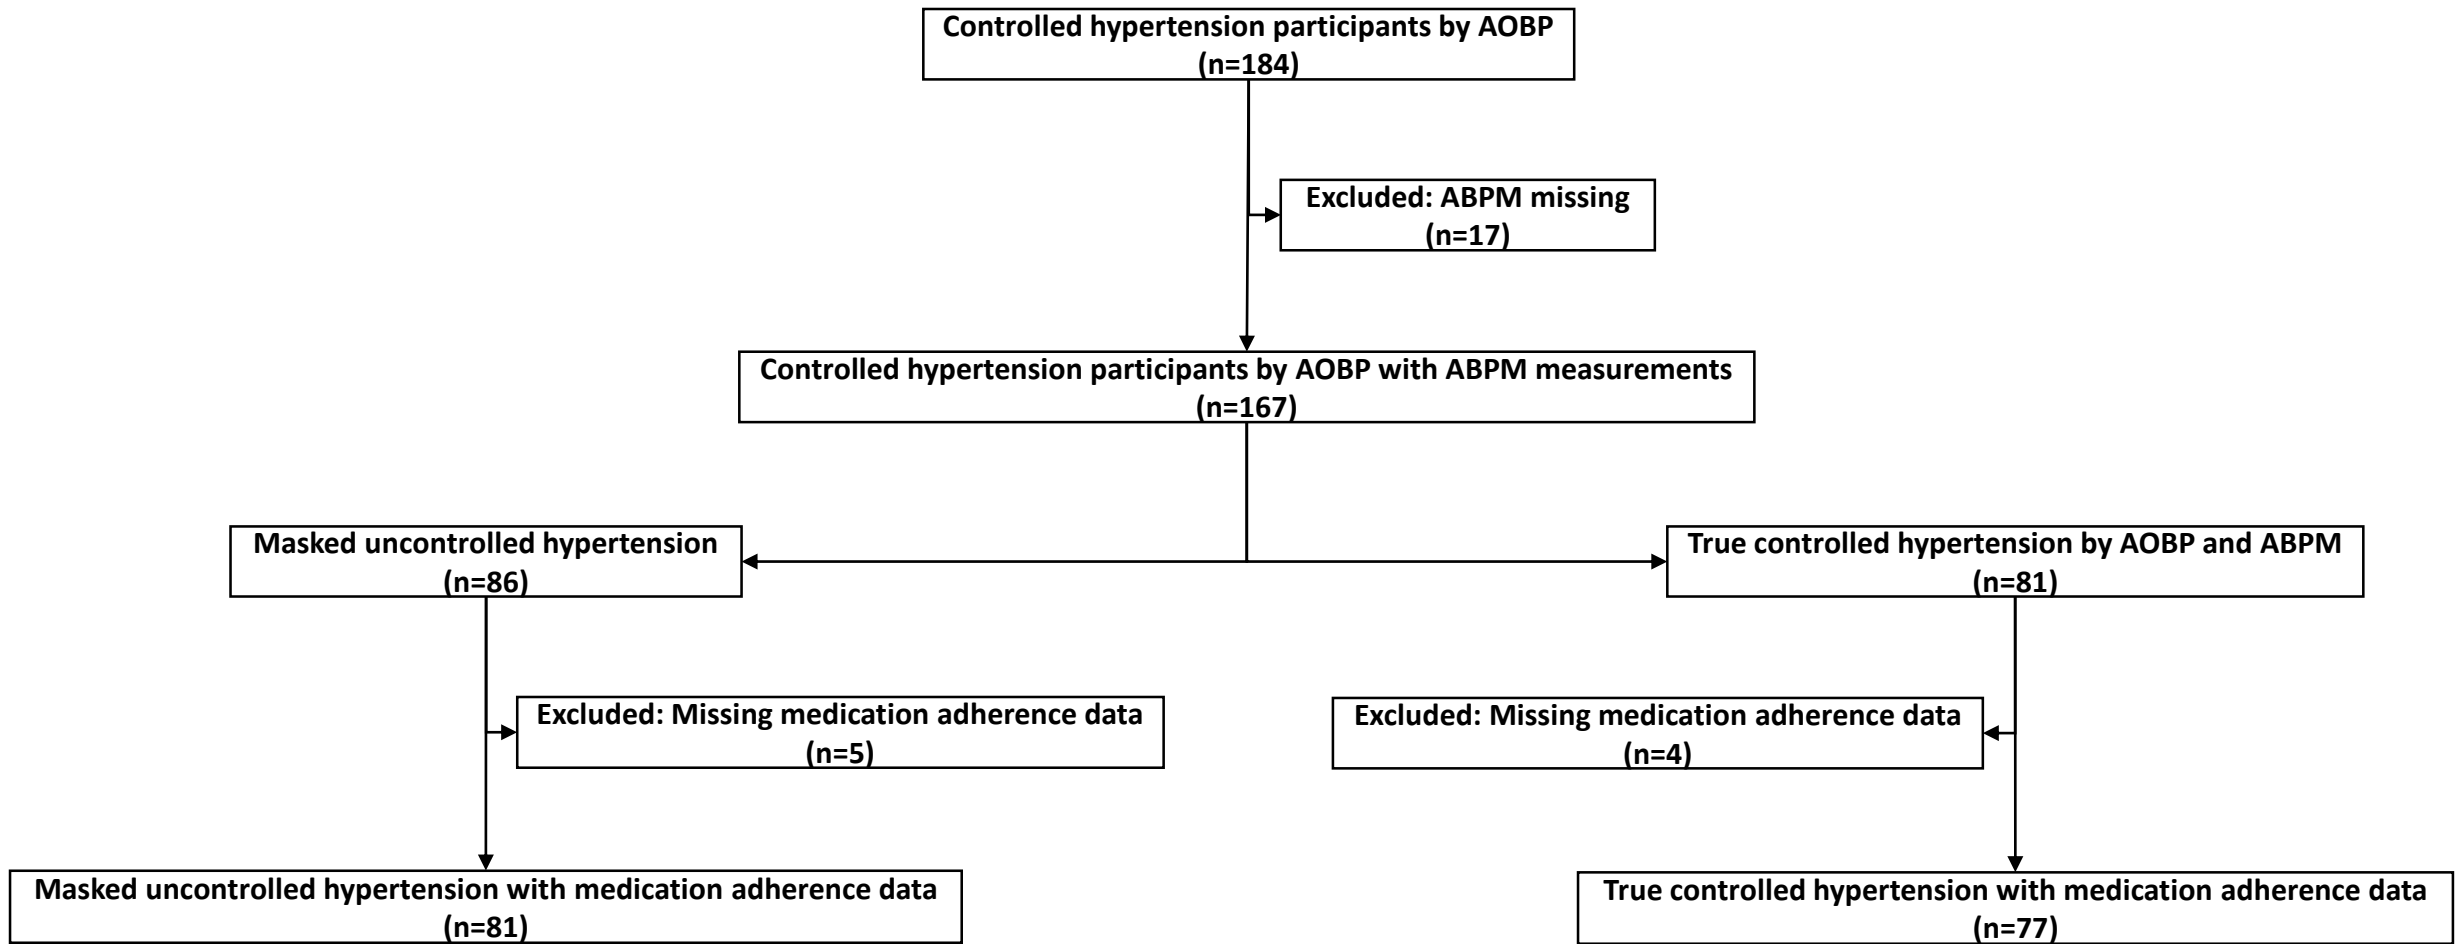 Controlled hypertension participants by AOBP
(n=184)
Excluded: ABPM missing
(n=17)
Controlled hypertension participants by AOBP with ABPM measurements
(n=167)
Masked uncontrolled hypertension
(n=86)
True controlled hypertension by AOBP and ABPM
(n=81)
Excluded: Missing medication adherence data
(n=5)
Excluded: Missing medication adherence data
(n=4)
Masked uncontrolled hypertension with medication adherence data
(n=81)
True controlled hypertension with medication adherence data
(n=77)